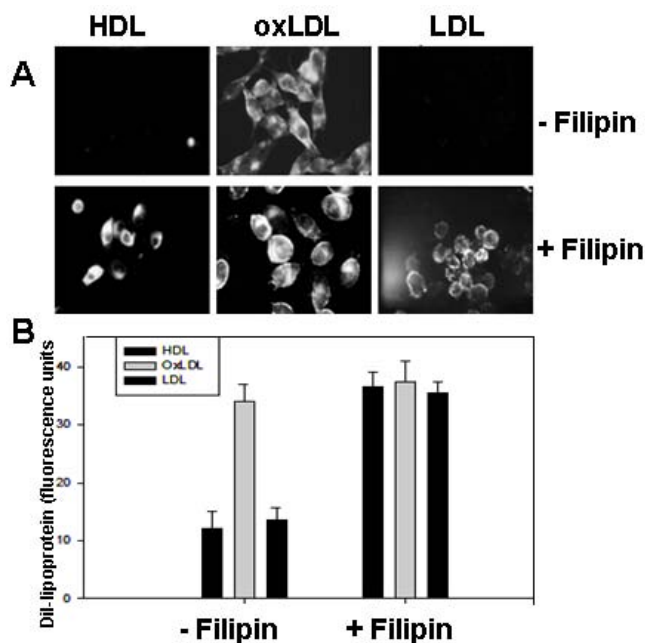 HDL oxLDL LDL
A
- Filipin
+ Filipin
B
HDL
OxLDL
LDL
DiI-lipoprotein (fluorescence units
40
30
20
10
0
- Filipin + Filipin